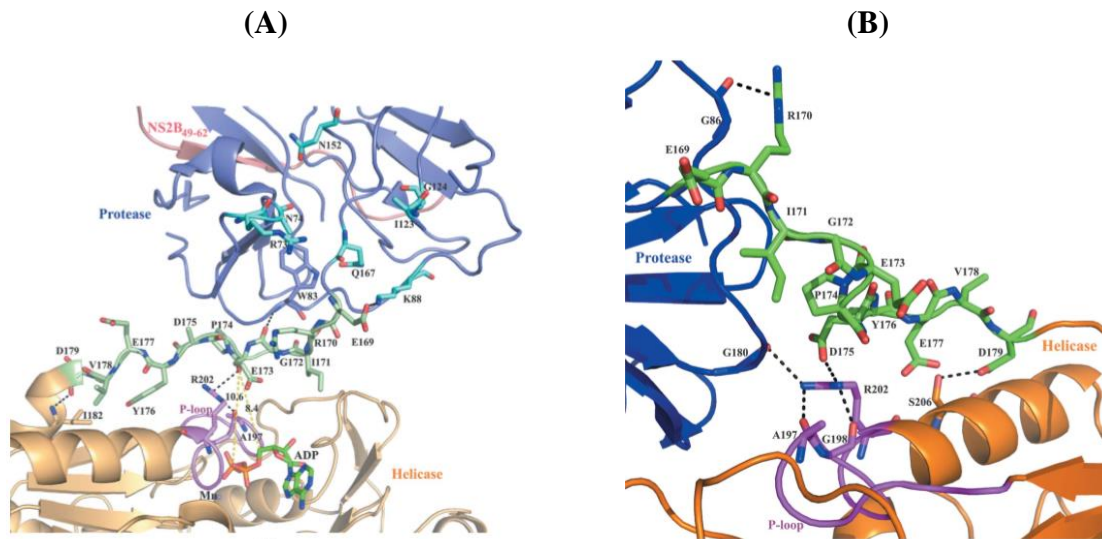 (A)
(B)
NS2B49-62
N152
G124
N74
I123
R73
Protease
Q167
W83
K88
D175
P174
E177
R170
E169
D179
V178
G172
I171
E173
R202
I182
Y176
10.6
8.4
P-loop
A197
ADP
Mn
Helicase
G86
R170
E169
I171
G172
E173
V178
Protease
P174
Y176
E177
Helicase
G180
D175
D179
R202
S206
A197
G198
P-loop